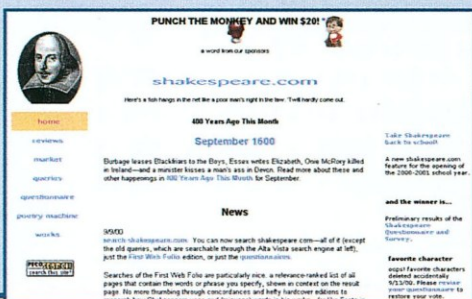 PUNCH THE MONKEY AND WIN $20! *
a word from our sponsors
shakespeare.com
Here's a fish hangs in the net like a poor man's right in the law. 'Twill hardly come out.
home
reviews
market
queries
questionnaire
poetry machine
works
search this site!
400 Years Ago This Month
September 1600
Burbage leases Blackfriars to the Boys, Essex writes Elizabeth, Onie McRory killed
in Ireland—and a minister kisses a man's ass in Devon. Read more about these and
other happenings in 400 Years Ago This Month for September.
News
9/9/00
search.shakespeare.com. You can now search shakespeare.com—all of it (except
the old queries, which are searchable through the Alta Vista search engine at left),
just the First Web Folio edition, or just the questionnaires.
Searches of the First Web Folio are particularly nice. a relevance-ranked list of all
pages that contain the words or phrase you specify, shown in context on the result
page. No more thumbing through concordances and hefty hardcover editions to
Take Shakespeare
back to school!
A new shakespeare.com
feature for the opening of
the 2000-2001 school year.
and the winner is...
Preliminary results of the
Shakespeare
Questionnaire and
Survey.
favorite character
oops! favorite characters
deleted accidentally
9/13/00. Please revise
your questionnaire to
restore your vote.